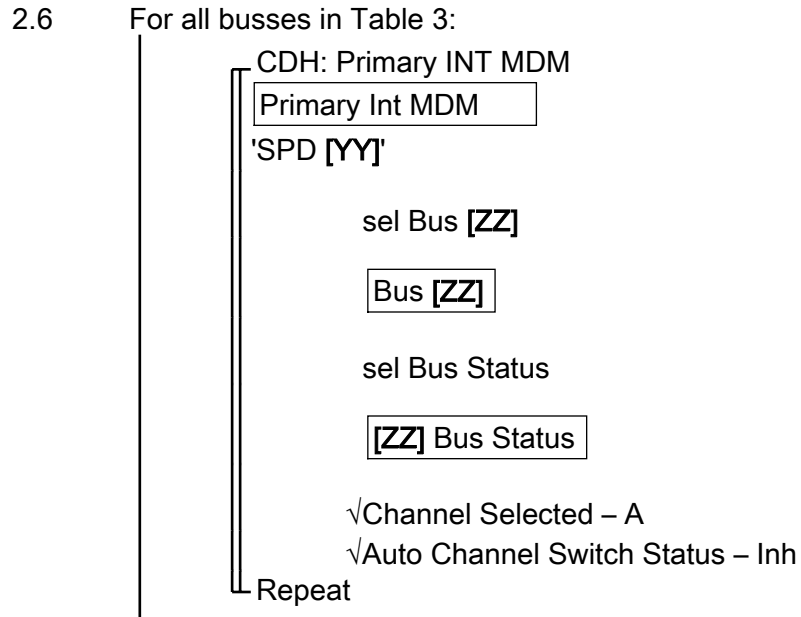 2.6 For all busses in Table 3:
CDH: Primary INT MDM
Primary Int MDM
'SPD [YY]'
sel Bus [ZZ]
Bus [ZZ]
sel Bus Status
[ZZ] Bus Status
√Channel Selected – A
√Auto Channel Switch Status – Inh
Repeat